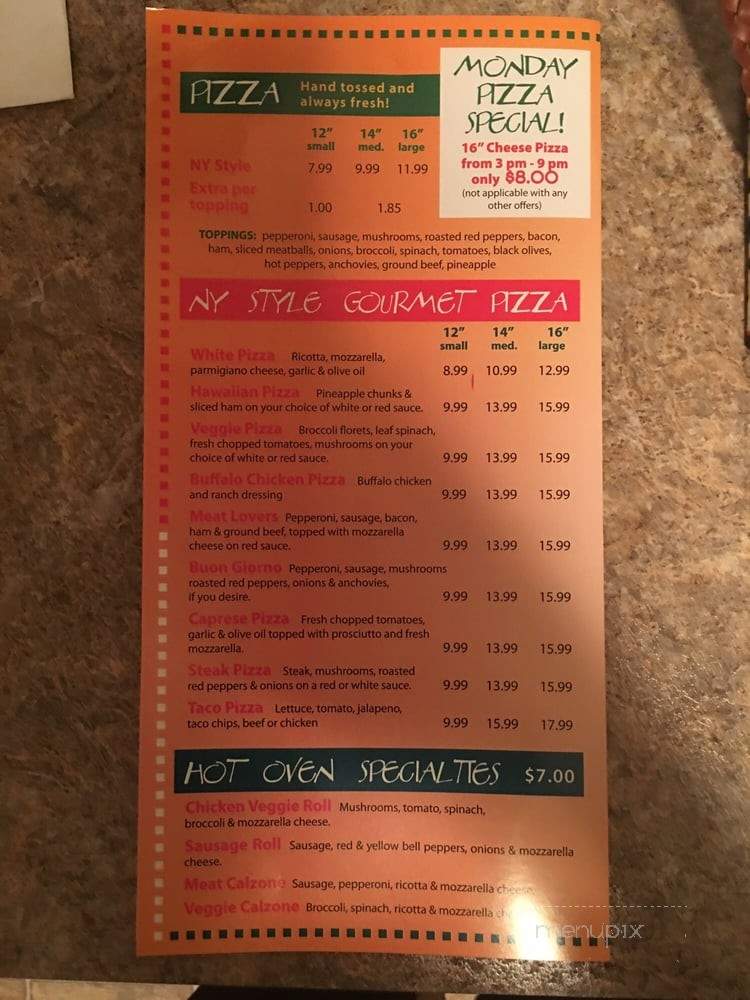 PIZZA Hand tossed and
always fresh!
12" 14" 16"
small med. large
NY Style 7.99 9.99 11.99
Extra per
topping 1.00 1.85
MONDAY
PIZZA
SPECIAL!
16" Cheese Pizza
from 3 pm - 9 pm
only $8.00
(not applicable with any
other offers)
TOPPINGS: pepperoni, sausage, mushrooms, roasted red peppers, bacon,
ham, sliced meatballs, onions, broccoli, spinach, tomatoes, black olives,
hot peppers, anchovies, ground beef, pineapple
NY STYLE GOURMET PIZZA
12" 14" 16"
small med. large
White Pizza Ricotta, mozzarella,
parmigiano cheese, garlic & olive oil 8.99 10.99 12.99
Hawaiian Pizza Pineapple chunks &
sliced ham on your choice of white or red sauce. 9.99 13.99 15.99
Veggie Pizza Broccoli florets, leaf spinach,
fresh chopped tomatoes, mushrooms on your
choice of white or red sauce. 9.99 13.99 15.99
Buffalo Chicken Pizza Buffalo chicken
and ranch dressing 9.99 13.99 15.99
Meat Lovers Pepperoni, sausage, bacon,
ham & ground beef, topped with mozzarella
cheese on red sauce. 9.99 13.99 15.99
Buon Giorno Pepperoni, sausage, mushrooms
roasted red peppers, onions & anchovies,
if you desire. 9.99 13.99 15.99
Caprese Pizza Fresh chopped tomatoes,
garlic & olive oil topped with prosciutto and fresh
mozzarella. 9.99 13.99 15.99
Steak Pizza Steak, mushrooms, roasted
red peppers & onions on a red or white sauce. 9.99 13.99 15.99
Taco Pizza Lettuce, tomato, jalapeno,
taco chips, beef or chicken 9.99 15.99 17.99
HOT OVEN SPECIALTIES $7.00
Chicken Veggie Roll Mushrooms, tomato, spinach,
broccoli & mozzarella cheese.
Sausage Roll Sausage, red & yellow bell peppers, onions & mozzarella
cheese.
Meat Calzone Sausage, pepperoni, ricotta & mozzarella cheese.
Veggie Calzone Broccoli, spinach, ricotta & mozzarella
menupix